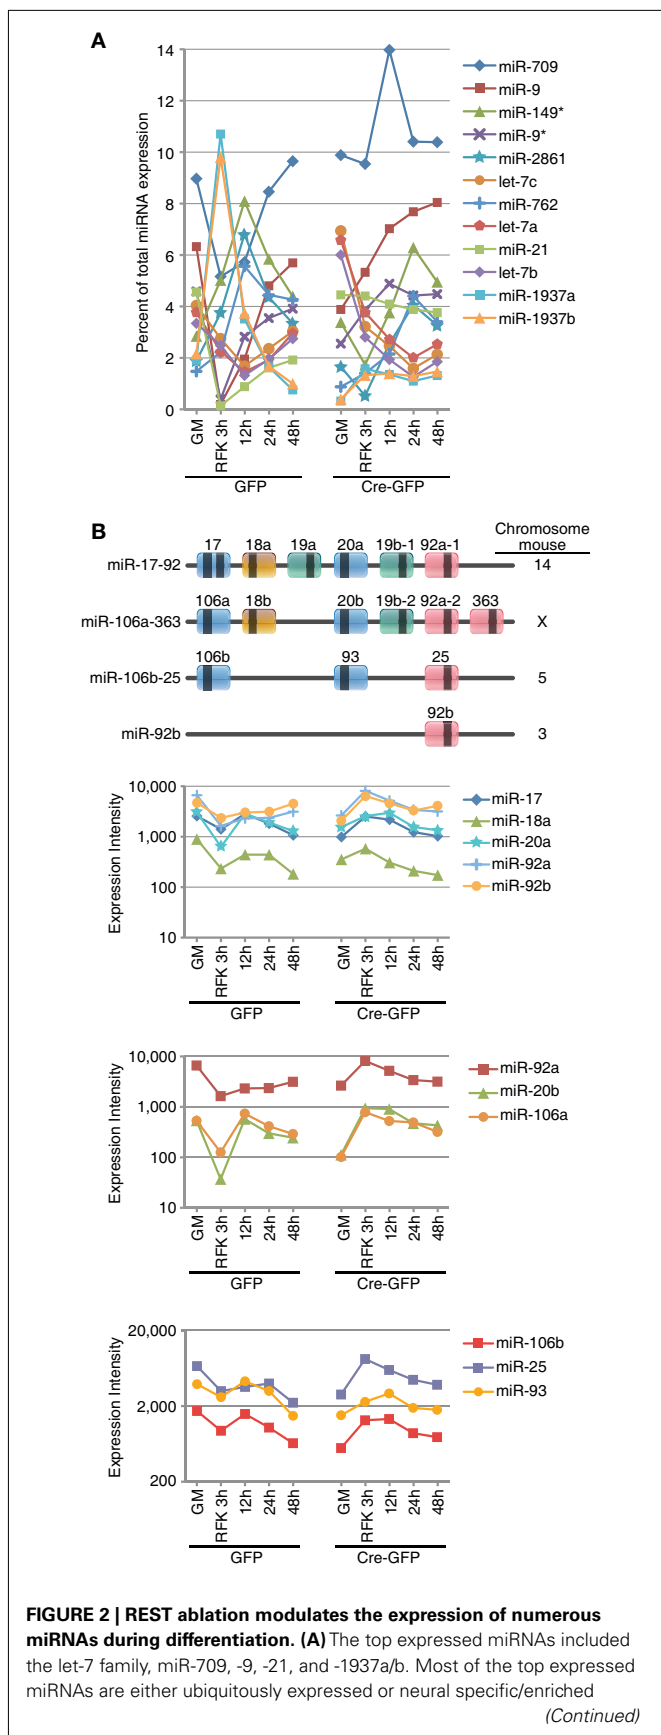 A
14
12
10
8
6
4
2
0
Percent of total miRNA expression
GM
RFK 3h
12h
24h
48h
GM
RFK 3h
12h
24h
48h
GFP
Cre-GFP
miR-709
miR-9
miR-149*
miR-9*
miR-2861
let-7c
miR-762
let-7a
miR-21
let-7b
miR-1937a
miR-1937b
B
Chromosome
mouse
17 18a 19a 20a 19b-1 92a-1
miR-17-92 14
106a 18b 20b 19b-2 92a-2 363
miR-106a-363 X
106b 93 25
miR-106b-25 5
92b
miR-92b 3
10,000
1,000
100
10
Expression Intensity
GM
RFK 3h
12h
24h
48h
GM
RFK 3h
12h
24h
48h
GFP
Cre-GFP
miR-17
miR-18a
miR-20a
miR-92a
miR-92b
10,000
1,000
100
10
Expression Intensity
GM
RFK 3h
12h
24h
48h
GM
RFK 3h
12h
24h
48h
GFP
Cre-GFP
miR-92a
miR-20b
miR-106a
20,000
2,000
200
Expression Intensity
GM
RFK 3h
12h
24h
48h
GM
RFK 3h
12h
24h
48h
GFP
Cre-GFP
miR-106b
miR-25
miR-93
FIGURE 2 | REST ablation modulates the expression of numerous
miRNAs during differentiation. (A) The top expressed miRNAs included
the let-7 family, miR-709, -9, -21, and -1937a/b. Most of the top expressed
miRNAs are either ubiquitously expressed or neural specific/enriched
(Continued)